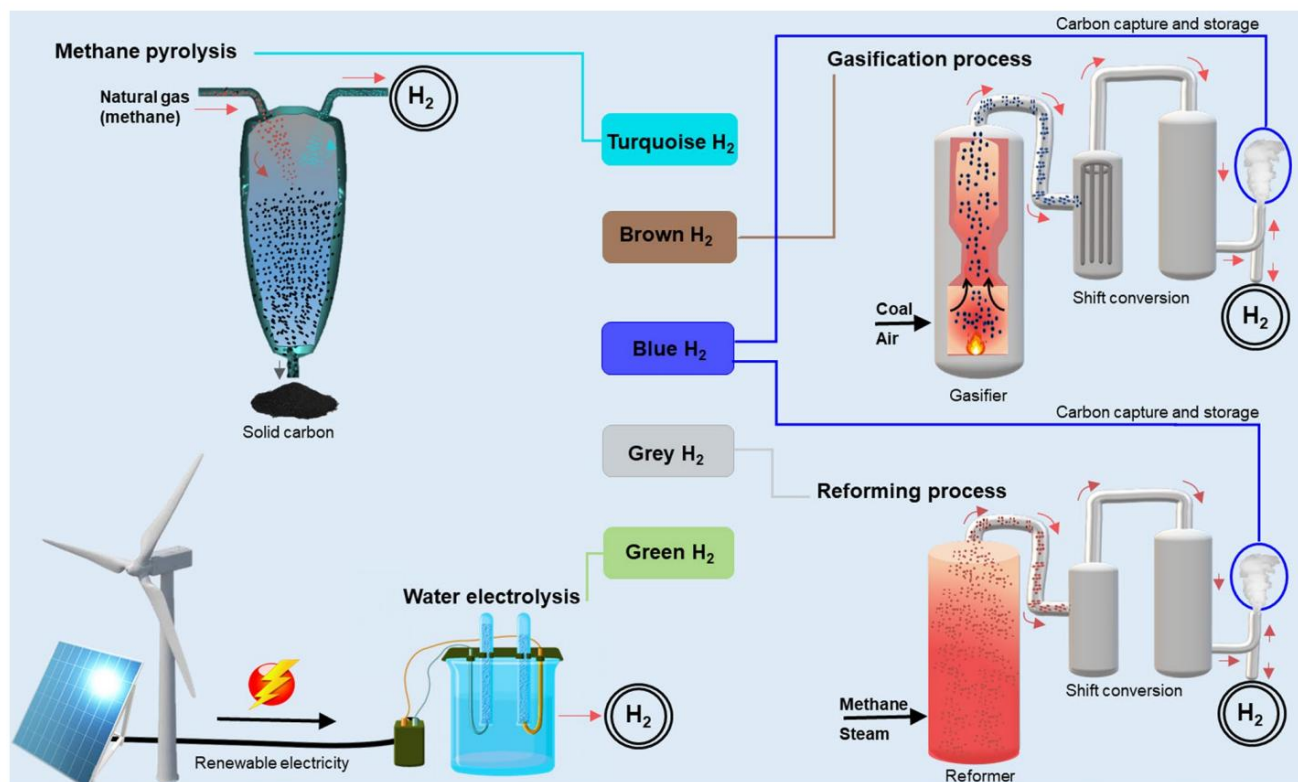 Methane pyrolysis
Natural gas
(methane)
H₂
Solid carbon
Turquoise H₂
Brown H₂
Blue H₂
Grey H₂
Green H₂
Carbon capture and storage
Gasification process
Coal
Air
Gasifier
Shift conversion
H₂
Carbon capture and storage
Reforming process
Methane
Steam
Reformer
Shift conversion
H₂
Water electrolysis
Renewable electricity
H₂